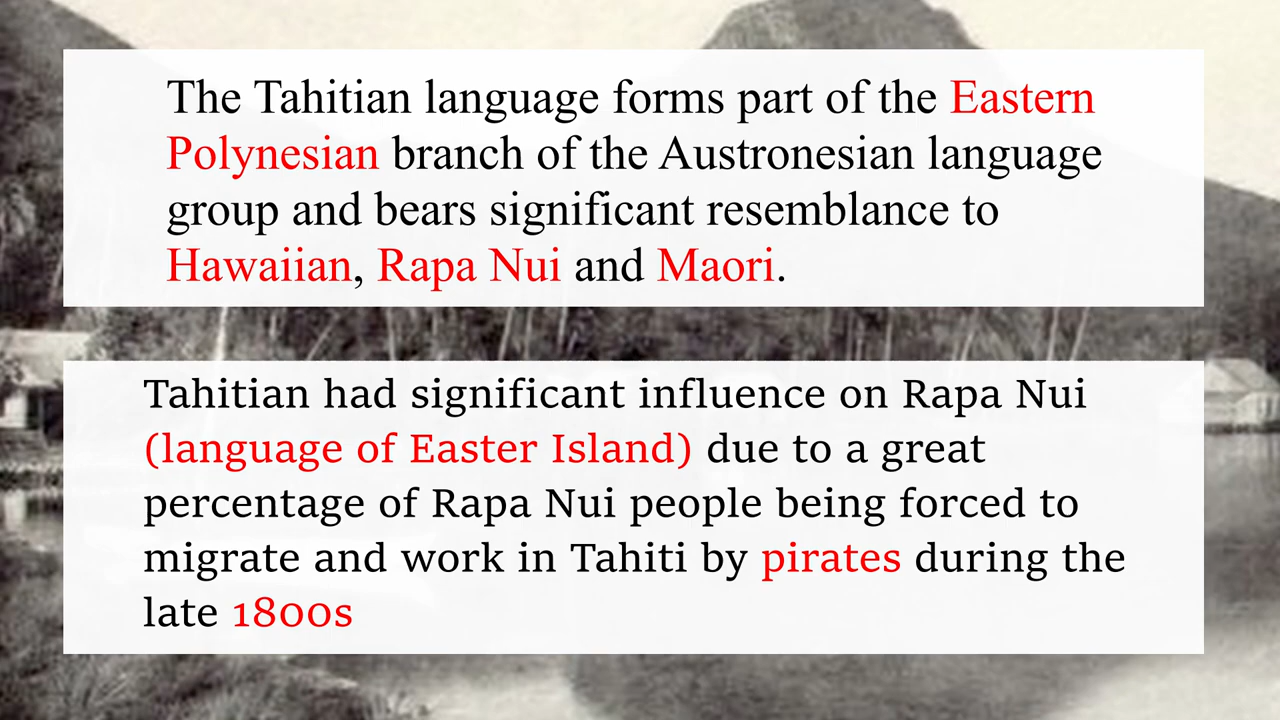 The Tahitian language forms part of the Eastern
Polynesian branch of the Austronesian language
group and bears significant resemblance to
Hawaiian, Rapa Nui and Maori.
Tahitian had significant influence on Rapa Nui
(language of Easter Island) due to a great
percentage of Rapa Nui people being forced to
migrate and work in Tahiti by pirates during the
late 1800s